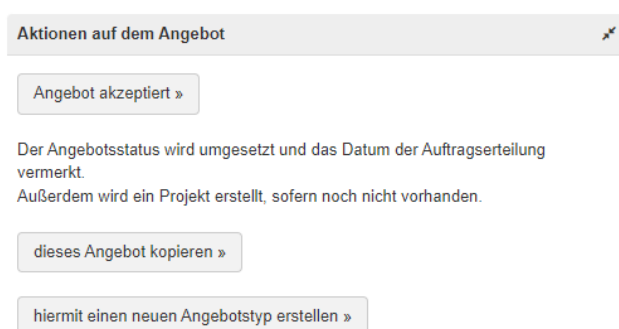 Aktionen auf dem Angebot
Angebot akzeptiert »
Der Angebotsstatus wird umgesetzt und das Datum der Auftragserteilung
vermerkt.
Außerdem wird ein Projekt erstellt, sofern noch nicht vorhanden.
dieses Angebot kopieren »
hiermit einen neuen Angebotstyp erstellen »